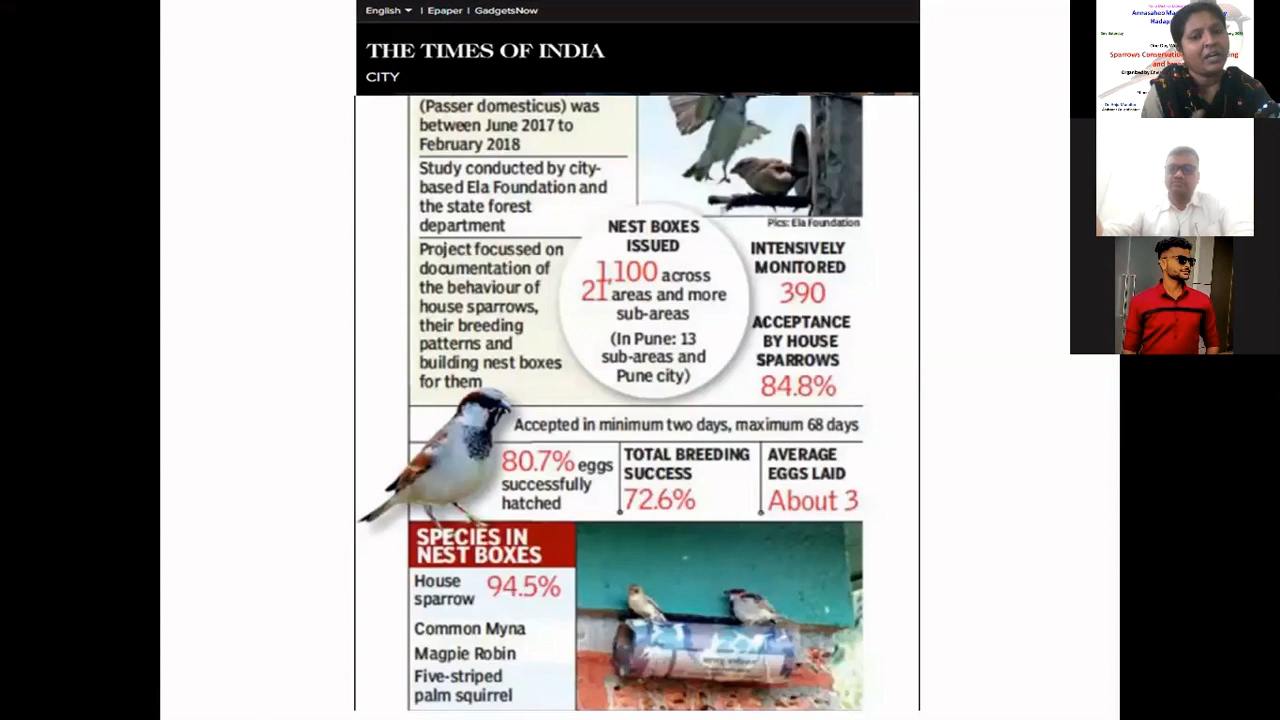 English | Epaper | GadgetsNow
THE TIMES OF INDIA
CITY
(Passer domesticus) was
between June 2017 to
February 2018
Study conducted by city-
based Ela Foundation and
the state forest
department
Project focussed on
documentation of
the behaviour of
house sparrows,
their breeding
patterns and
building nest boxes
for them
Pics: Ela Foundation
NEST BOXES
ISSUED
1,100 across
21 areas and more
sub-areas
(In Pune: 13
sub-areas and
Pune city)
INTENSIVELY
MONITORED
390
ACCEPTANCE
BY HOUSE
SPARROWS
84.8%
Accepted in minimum two days, maximum 68 days
80.7% eggs
successfully
hatched
TOTAL BREEDING
SUCCESS
72.6%
AVERAGE
EGGS LAID
About 3
SPECIES IN
NEST BOXES
House
sparrow 94.5%
Common Myna
Magpie Robin
Five-striped
palm squirrel
Sparrows Conservation